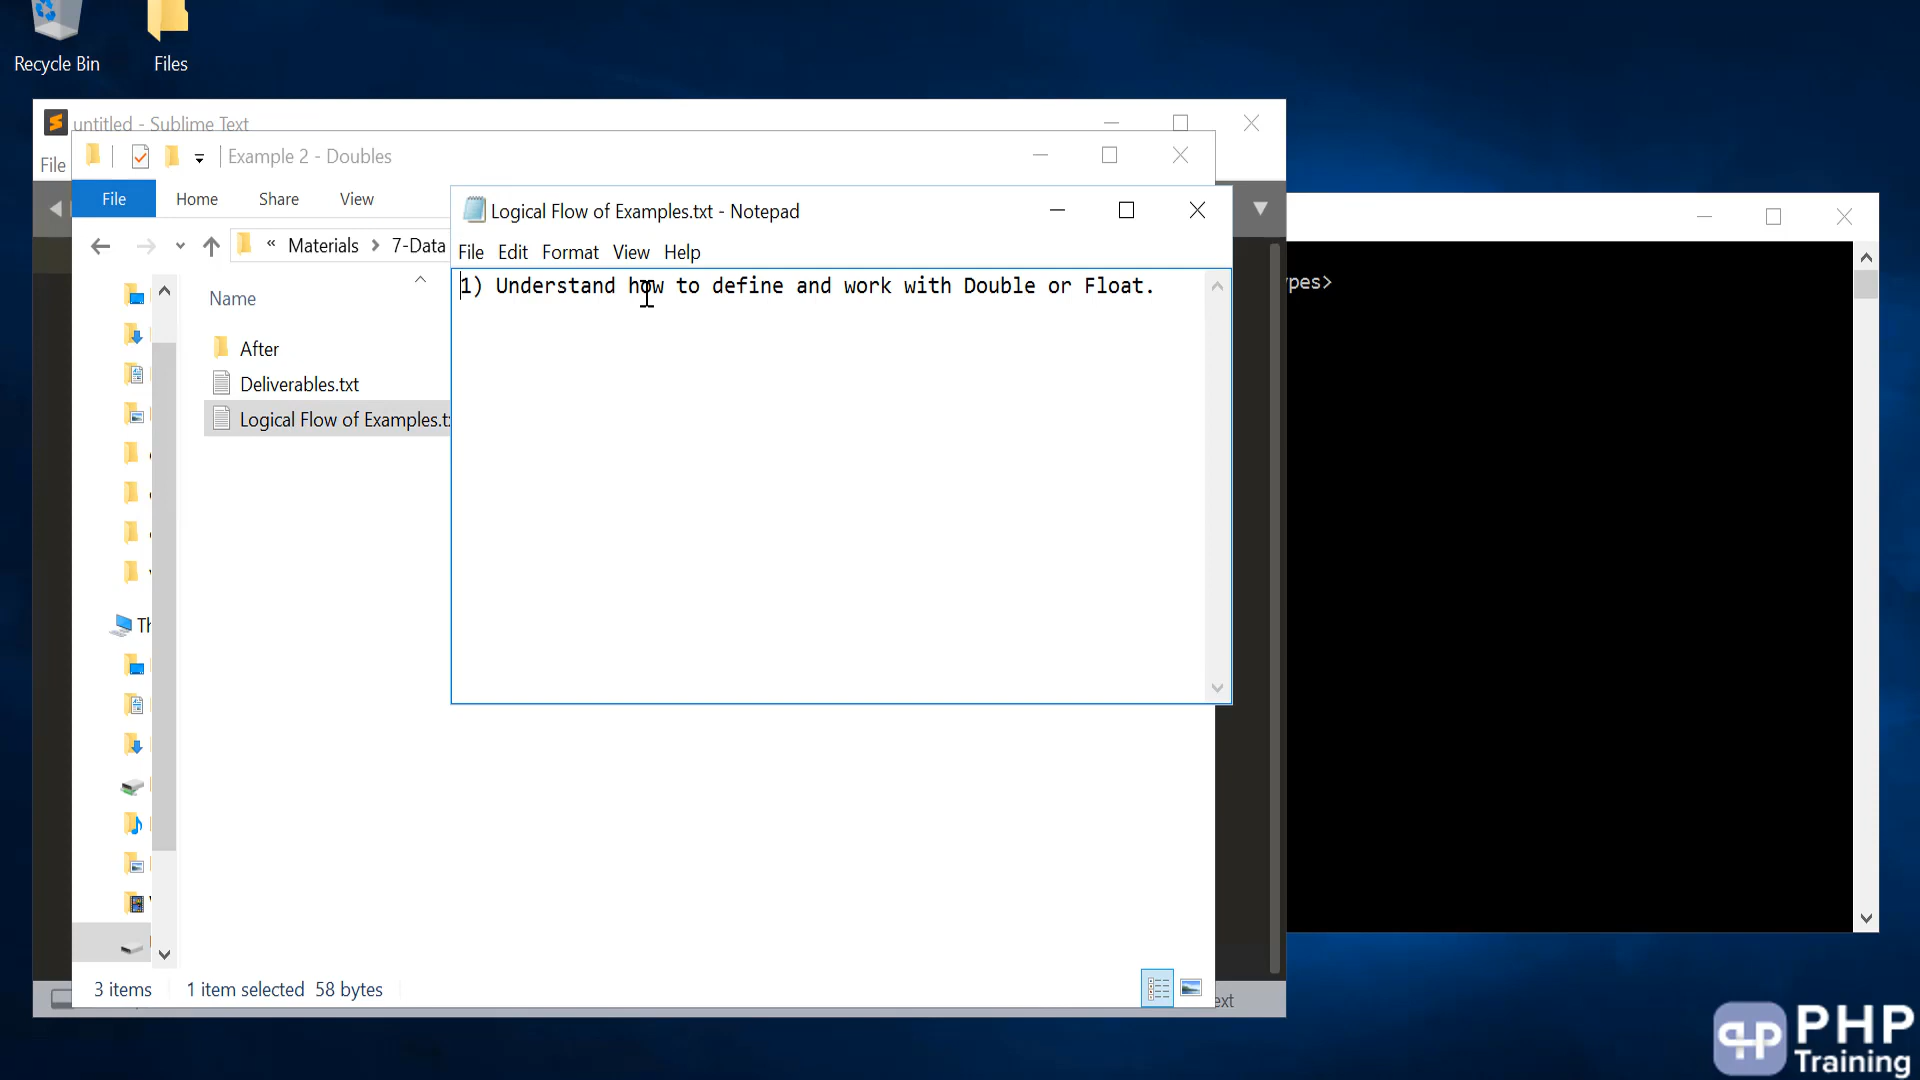 Recycle Bin
Files
untitled - Sublime Text
File
Example 2 - Doubles
File
Home
Share
View
« Materials > 7-Data
Name
After
Deliverables.txt
Logical Flow of Examples.t
3 items
1 item selected 58 bytes
Logical Flow of Examples.txt - Notepad
File Edit Format View Help
1) Understand how to define and work with Double or Float.
ypes>
ext
PHP
Training